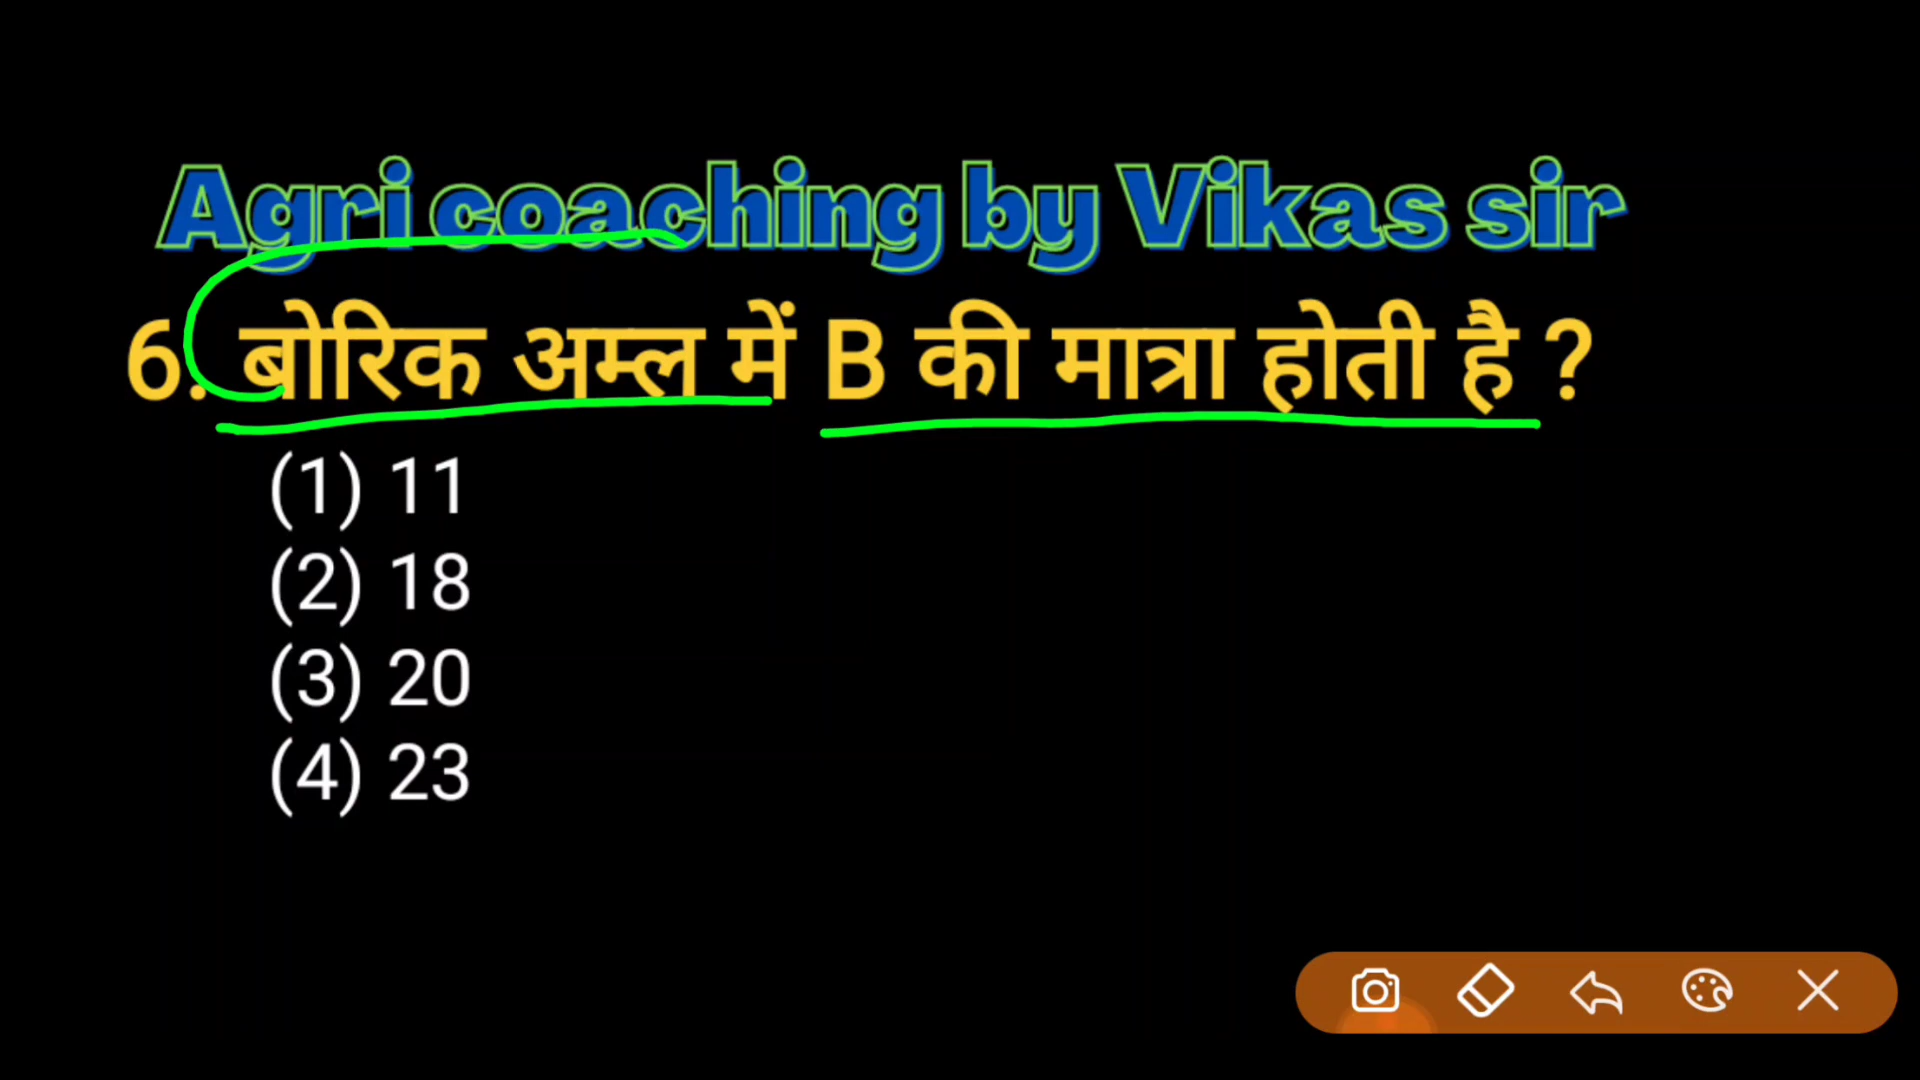 Agri coaching by Vikas sir
6. बोरिक अम्ल में B की मात्रा होती है ?
(1) 11
(2) 18
(3) 20
(4) 23